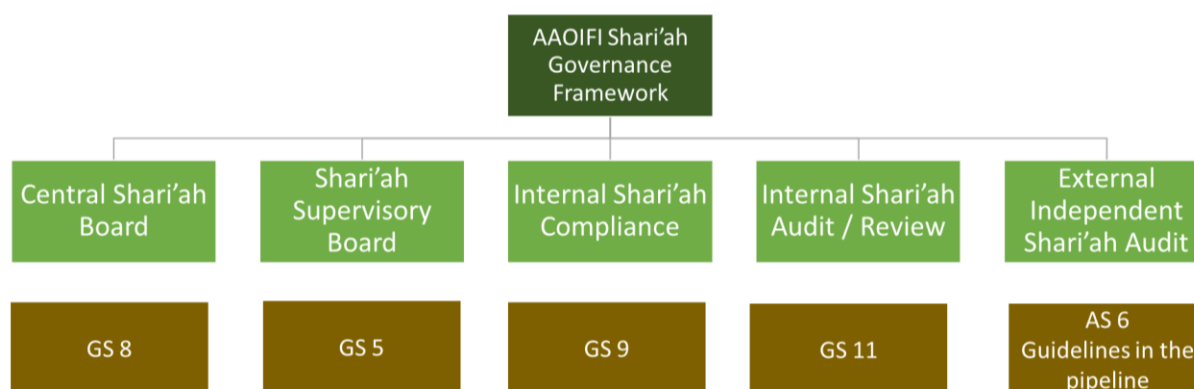 AAOIFI Shari’ah
Governance
Framework
Central Shari’ah
Board
Shari’ah
Supervisory
Board
Internal Shari’ah
Compliance
Internal Shari’ah
Audit / Review
External
Independent
Shari’ah Audit
GS 8
GS 5
GS 9
GS 11
AS 6
Guidelines in the
pipeline